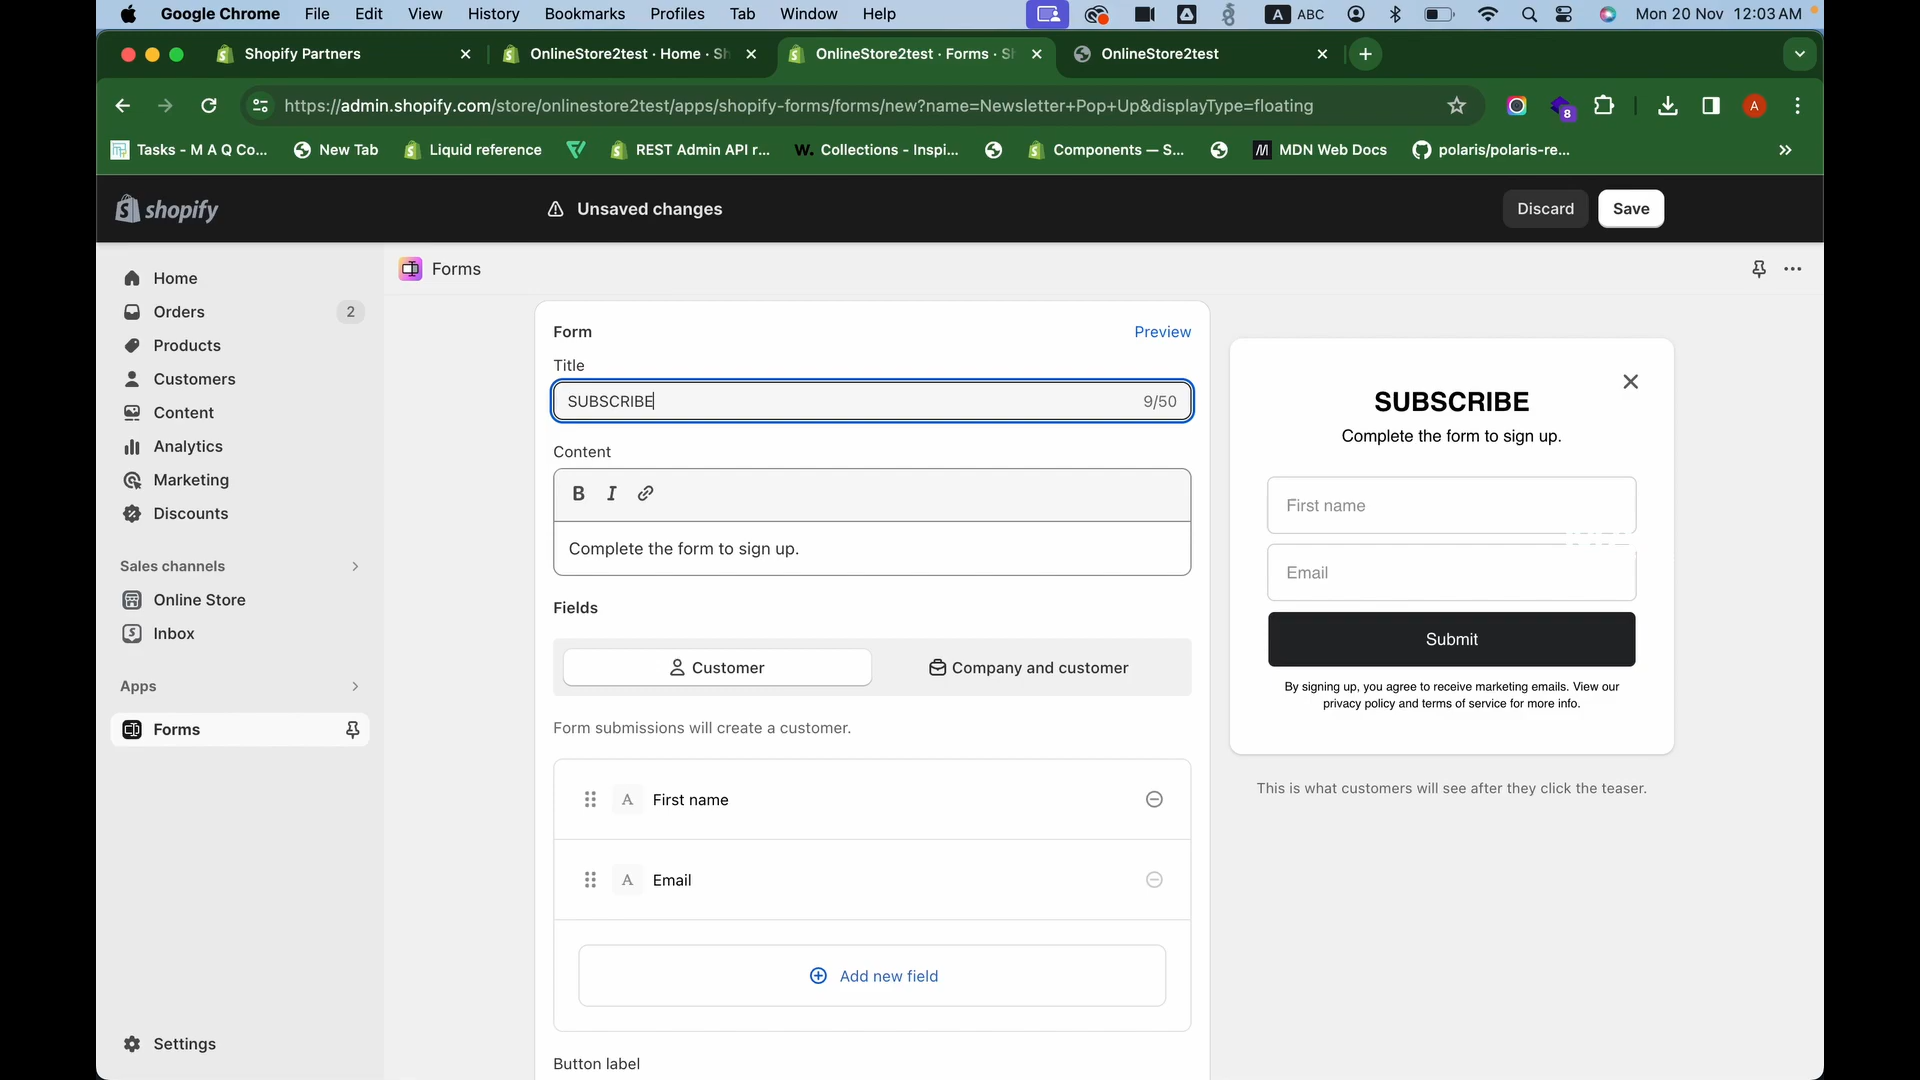 Google Chrome File Edit View History Bookmarks Profiles Tab Window Help A ABC Mon 20 Nov 12:03 AM
Shopify Partners OnlineStore2test · Home · Sh OnlineStore2test · Forms · Sh OnlineStore2test
https://admin.shopify.com/store/onlinestore2test/apps/shopify-forms/forms/new?name=Newsletter+Pop+Up&displayType=floating 8 A
Tasks - M A Q Co... New Tab Liquid reference REST Admin API r... W. Collections - Inspi... Components — S... MDN Web Docs polaris/polaris-re...
shopify
Unsaved changes
Discard
Save
Home
Orders 2
Products
Customers
Content
Analytics
Marketing
Discounts
Sales channels
Online Store
Inbox
Apps
Forms
Settings
Forms
Form
Preview
Title
SUBSCRIBE 9/50
Content
B I
Complete the form to sign up.
Fields
Customer
Company and customer
Form submissions will create a customer.
A First name
A Email
Add new field
Button label
SUBSCRIBE
Complete the form to sign up.
First name
Email
Submit
By signing up, you agree to receive marketing emails. View our
privacy policy and terms of service for more info.
This is what customers will see after they click the teaser.